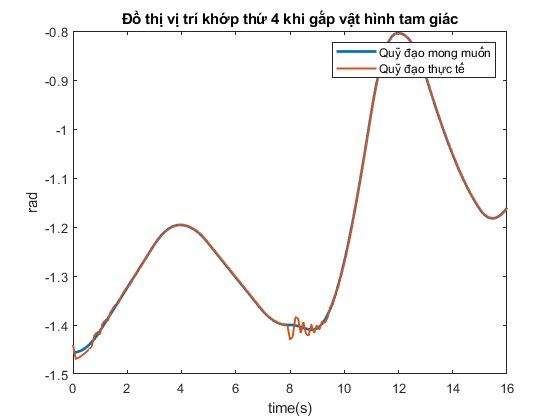 Đồ thị vị trí khớp thứ 4 khi gắp vật hình tam giác
Quỹ đạo mong muốn
Quỹ đạo thực tế
-0.8
-0.9
-1
-1.1
-1.2
-1.3
-1.4
-1.5
rad
0 2 4 6 8 10 12 14 16
time(s)